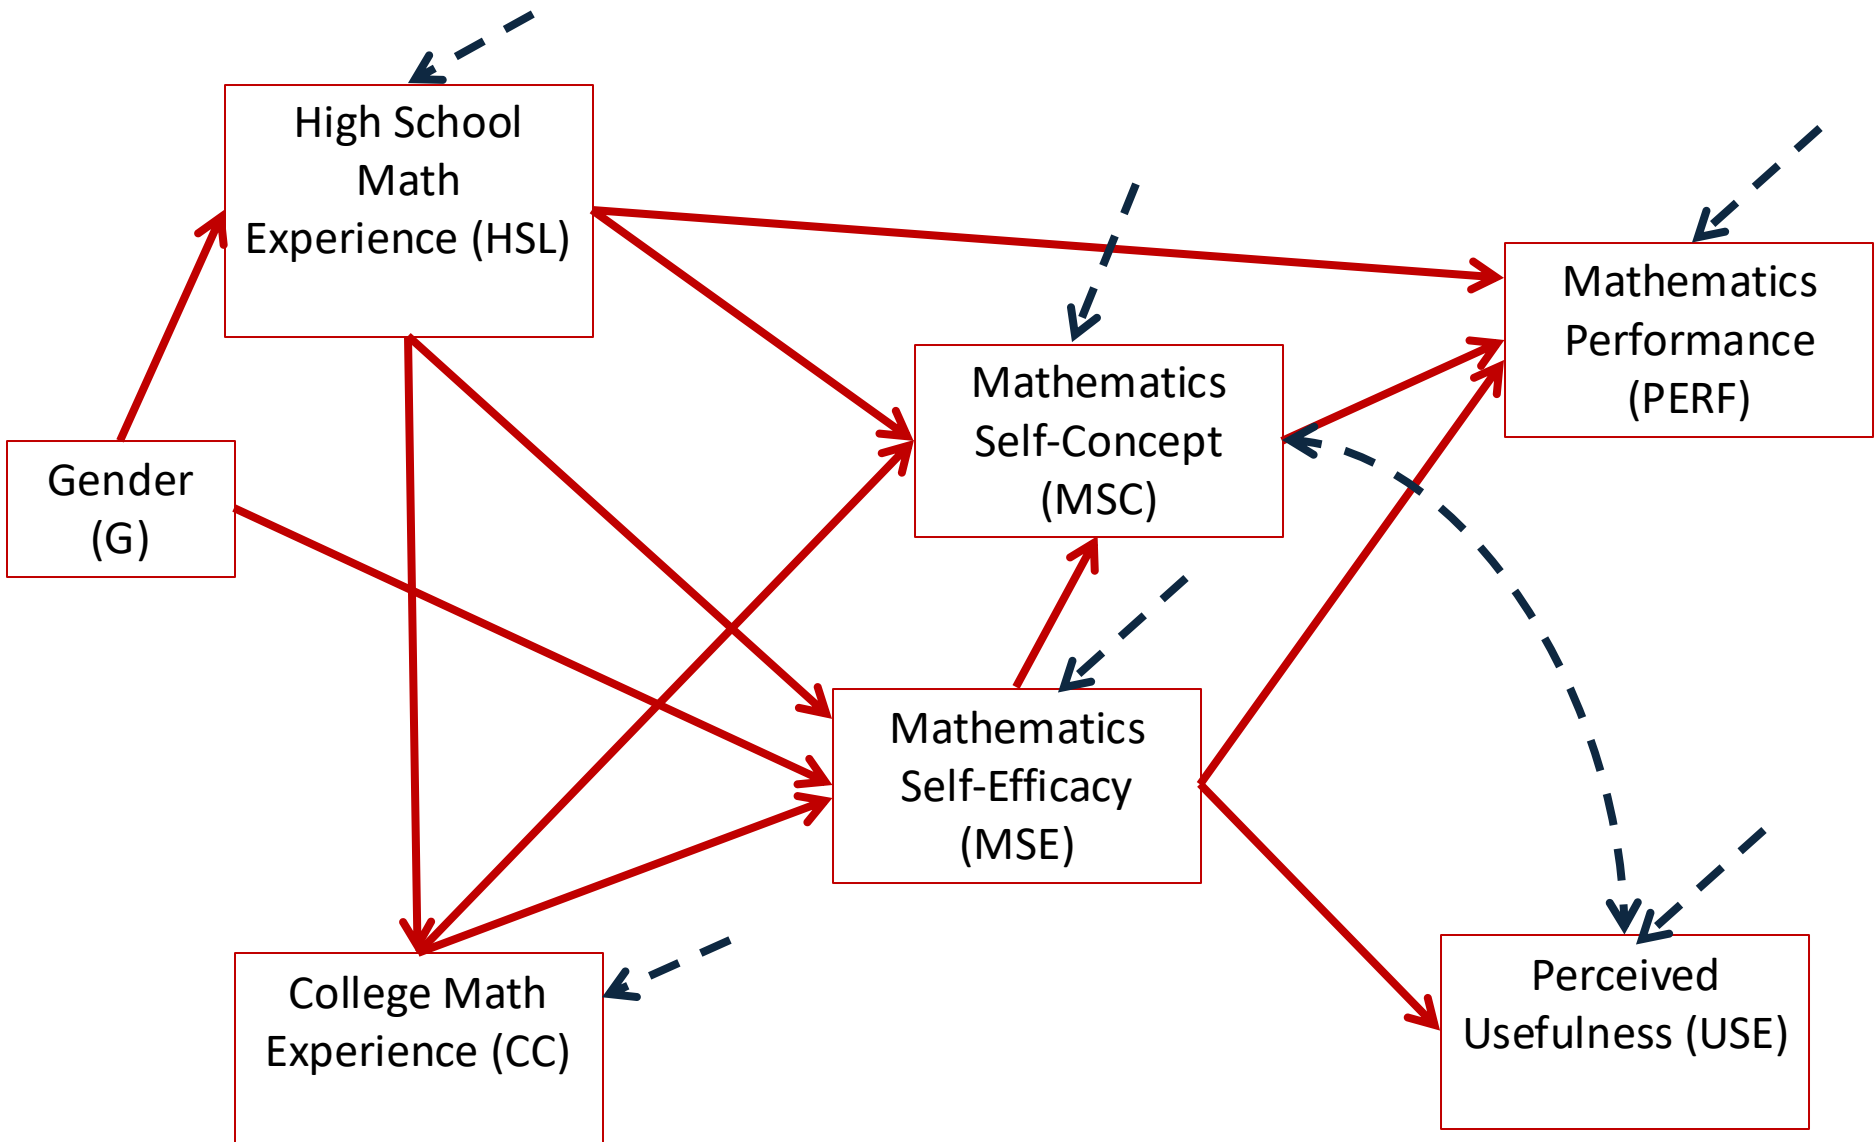 High School
Math
Experience (HSL)
Mathematics
Performance
(PERF)
Mathematics
Self-Concept
(MSC)
Gender
(G)
Mathematics
Self-Efficacy
(MSE)
College Math
Experience (CC)
Perceived
Usefulness (USE)